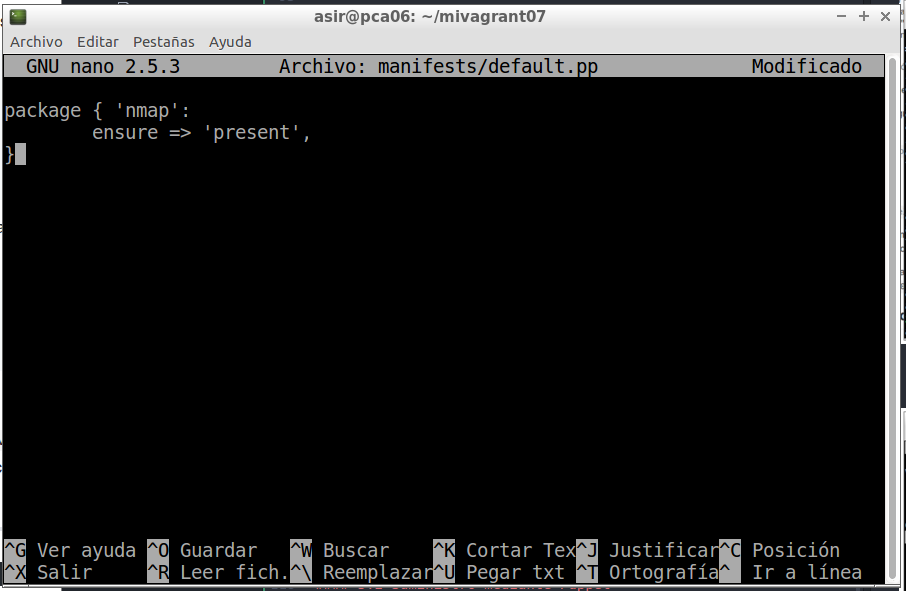 asir@pca06: ~/mivagrant07
Archivo Editar Pestañas Ayuda
GNU nano 2.5.3 Archivo: manifests/default.pp Modificado
package { 'nmap':
ensure => 'present',
}
^G Ver ayuda ^O Guardar ^W Buscar ^K Cortar Tex ^J Justificar ^C Posición
^X Salir ^R Leer fich. ^\ Reemplazar ^U Pegar txt ^T Ortografía ^ Ir a línea